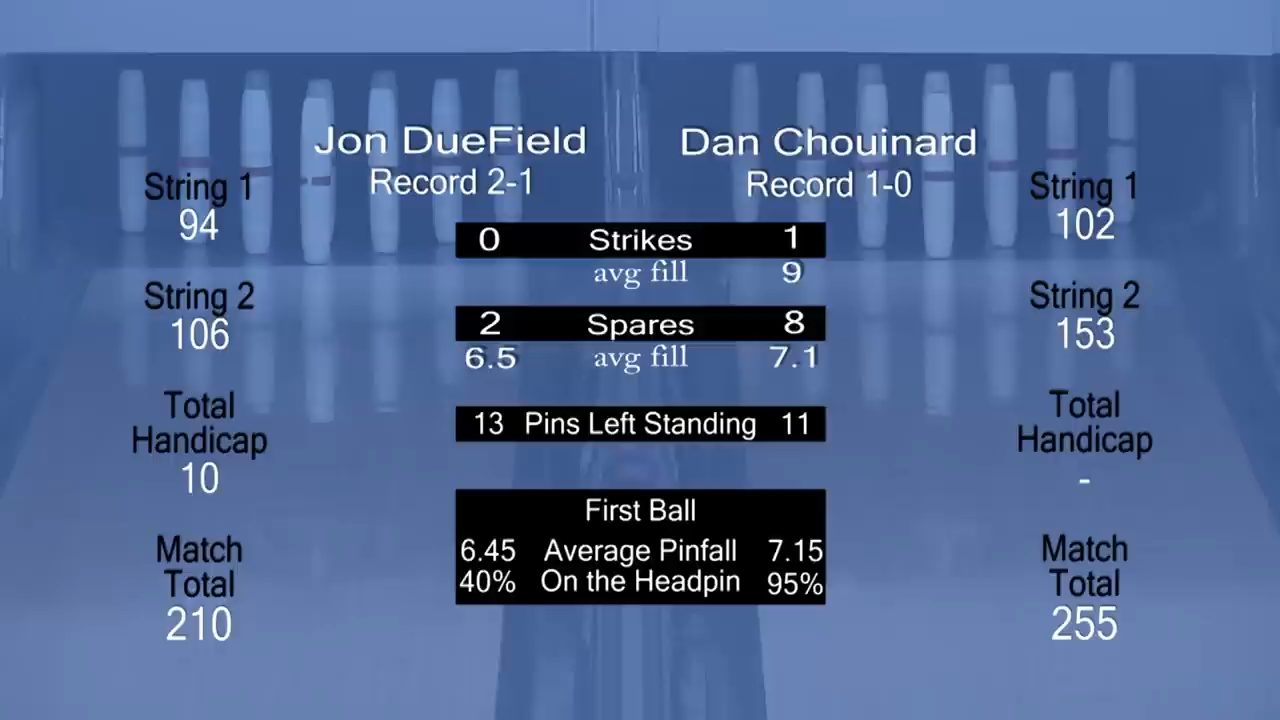 Jon DueField
Record 2-1
Dan Chouinard
Record 1-0
String 1
94
String 2
106
Total
Handicap
10
Match
Total
210
0 Strikes 1
avg fill 9
2 Spares 8
6.5 avg fill 7.1
13 Pins Left Standing 11
First Ball
6.45 Average Pinfall 7.15
40% On the Headpin 95%
String 1
102
String 2
153
Total
Handicap
-
Match
Total
255